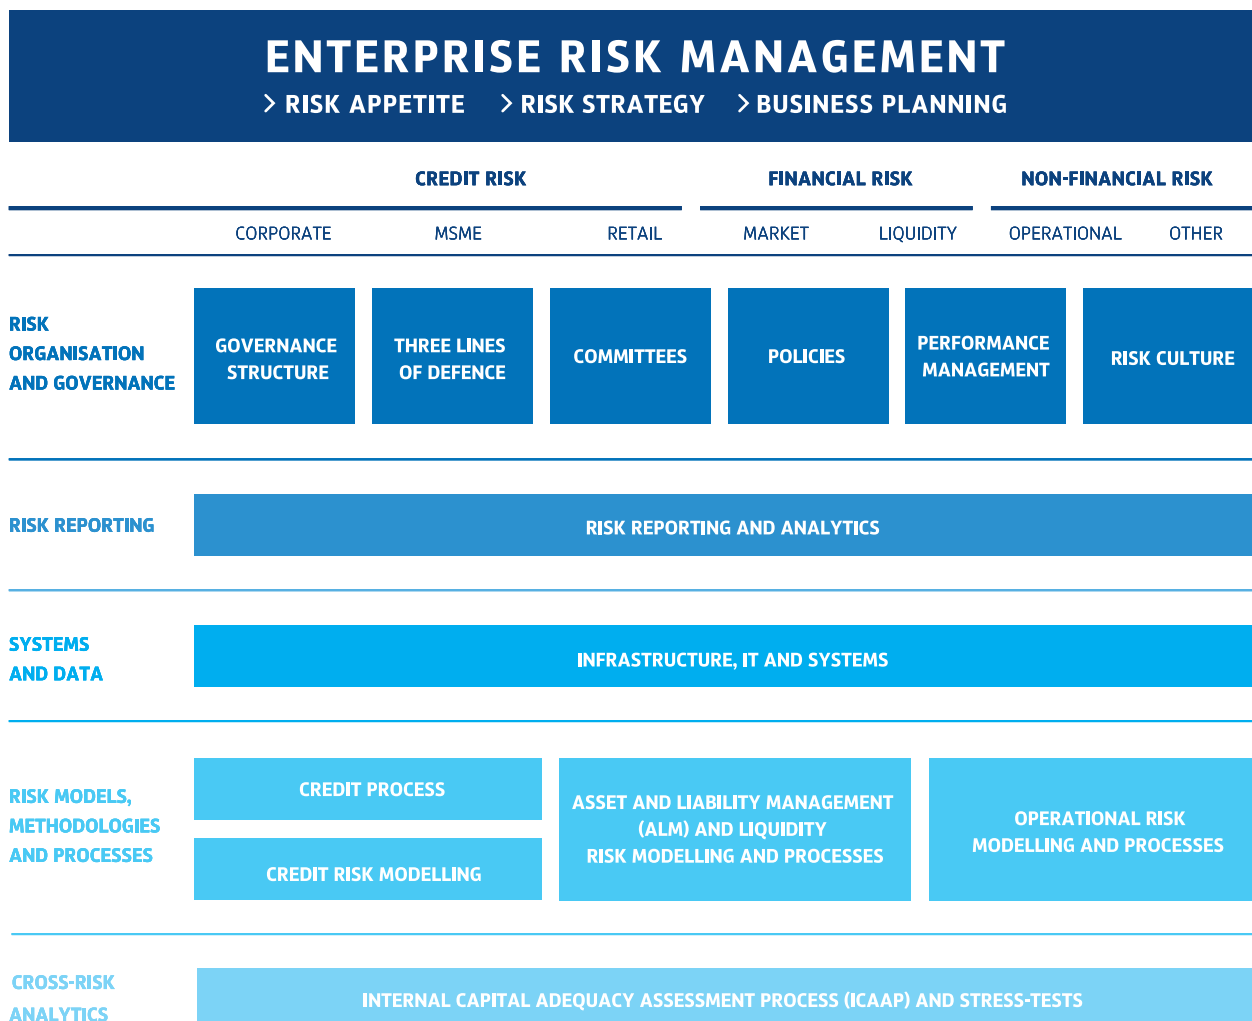 ENTERPRISE RISK MANAGEMENT
> RISK APPETITE > RISK STRATEGY > BUSINESS PLANNING
CREDIT RISK FINANCIAL RISK NON-FINANCIAL RISK
CORPORATE MSME RETAIL MARKET LIQUIDITY OPERATIONAL OTHER
RISK
ORGANISATION
AND GOVERNANCE
GOVERNANCE
STRUCTURE
THREE LINES
OF DEFENCE
COMMITTEES
POLICIES
PERFORMANCE
MANAGEMENT
RISK CULTURE
RISK REPORTING
RISK REPORTING AND ANALYTICS
SYSTEMS
AND DATA
INFRASTRUCTURE, IT AND SYSTEMS
RISK MODELS,
METHODOLOGIES
AND PROCESSES
CREDIT PROCESS
CREDIT RISK MODELLING
ASSET AND LIABILITY MANAGEMENT
(ALM) AND LIQUIDITY
RISK MODELLING AND PROCESSES
OPERATIONAL RISK
MODELLING AND PROCESSES
CROSS-RISK
ANALYTICS
INTERNAL CAPITAL ADEQUACY ASSESSMENT PROCESS (ICAAP) AND STRESS-TESTS